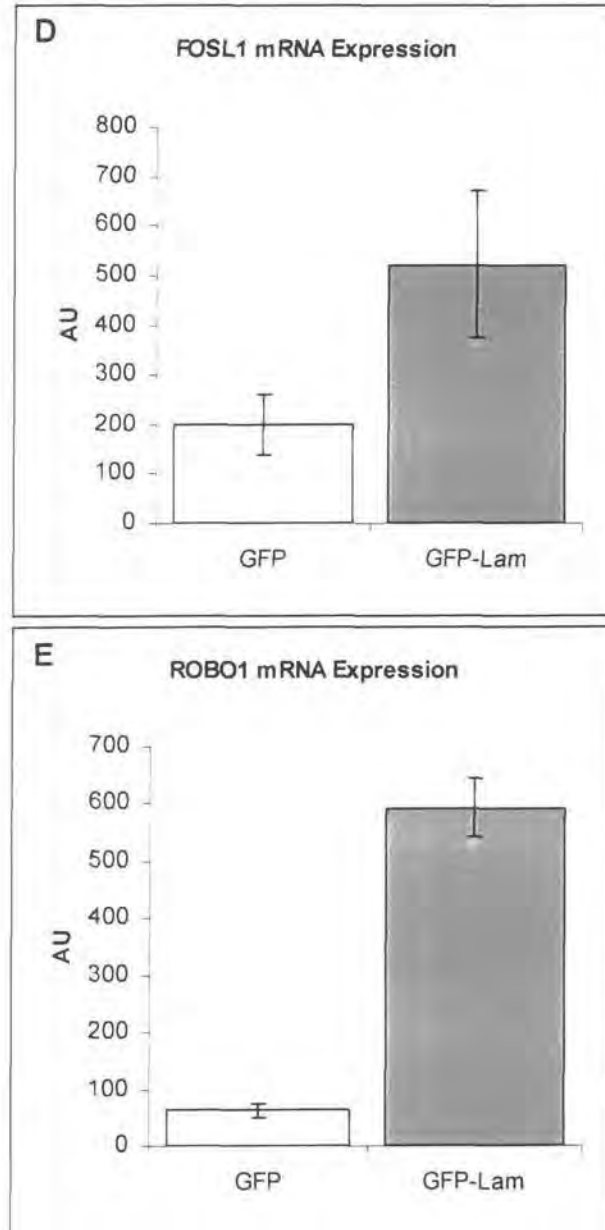 D
FOSL1 mRNA Expression
800
700
600
500
400
300
200
100
0
AU
GFP
GFP-Lam
E
ROBO1 mRNA Expression
700
600
500
400
300
200
100
0
AU
GFP
GFP-Lam